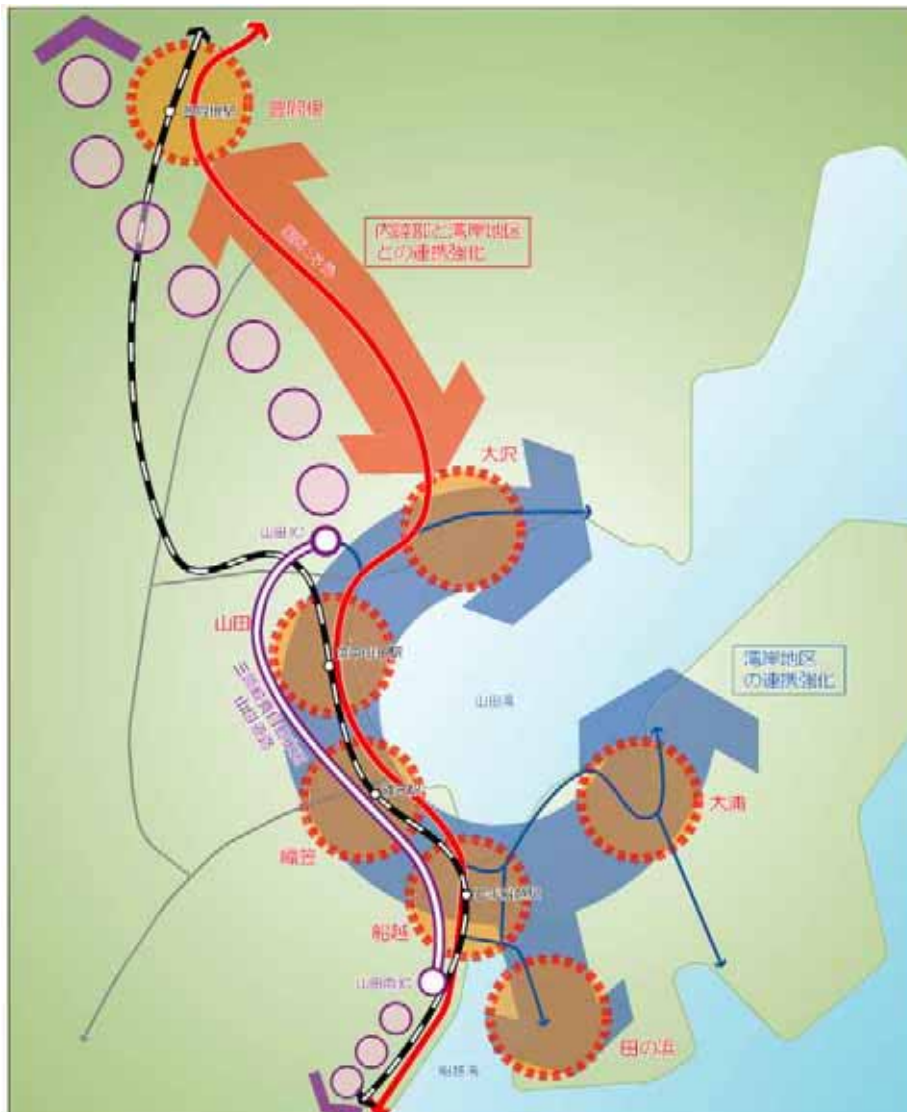 豊間根
内陸部と湾岸地区
との連携強化
大沢
山田IC
山田
湾岸地区
の連携強化
山田湾
大浦
織笠
船越
山田南IC
田の浜
船越湾